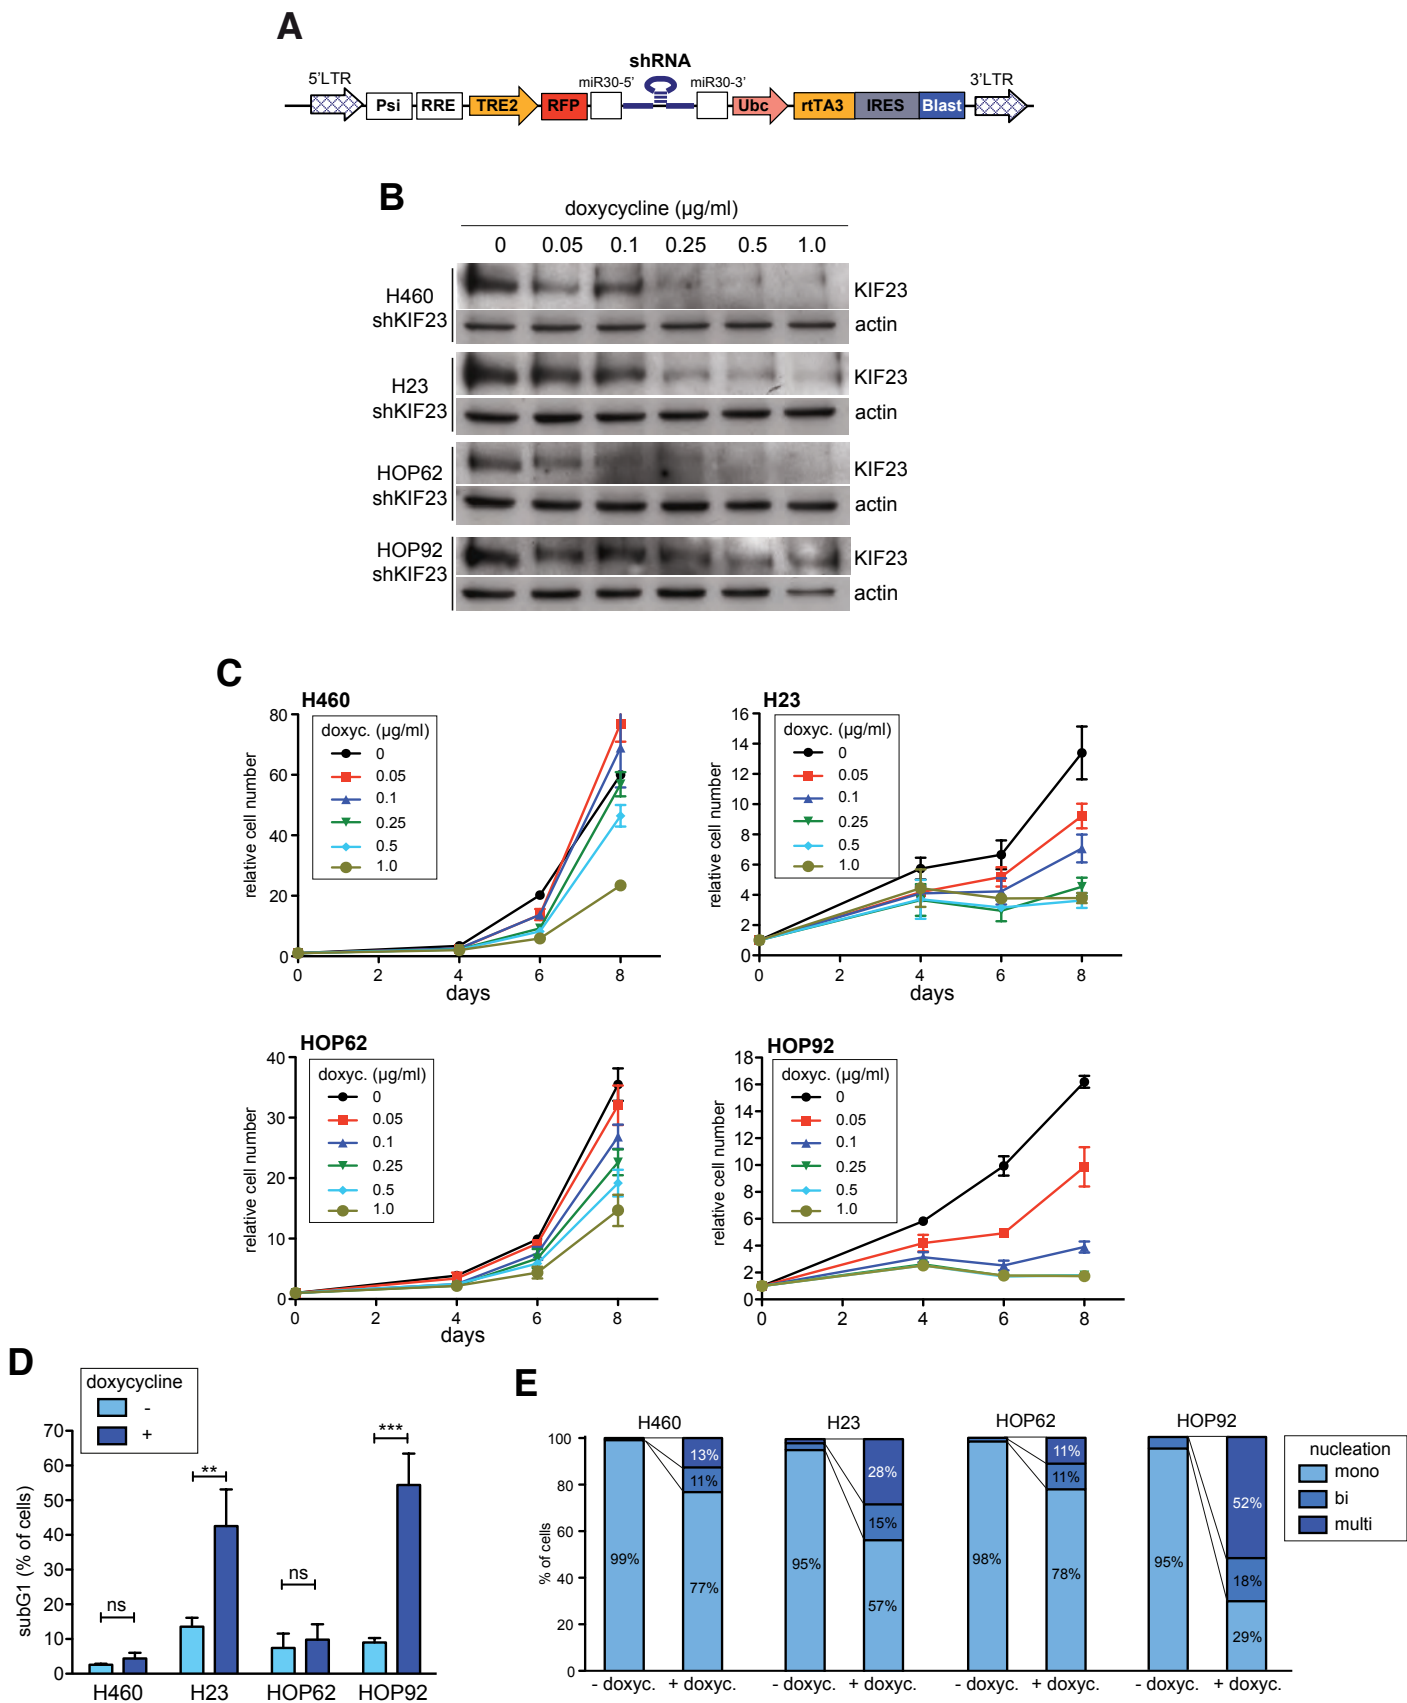 A
shRNA
5'LTR
miR30-5'
miR30-3'
3'LTR
Psi RRE TRE2 RFP Ubc rtTA3 IRES Blast
B
doxycycline (µg/ml)
0 0.05 0.1 0.25 0.5 1.0
H460
shKIF23
KIF23
actin
H23
shKIF23
KIF23
actin
HOP62
shKIF23
KIF23
actin
HOP92
shKIF23
KIF23
actin
C
H460
relative cell number
80
60
40
20
0
doxyc. (µg/ml)
0
0.05
0.1
0.25
0.5
1.0
0 2 4 6 8
days
H23
relative cell number
16
14
12
10
8
6
4
2
0
doxyc. (µg/ml)
0
0.05
0.1
0.25
0.5
1.0
0 2 4 6 8
days
HOP62
relative cell number
40
30
20
10
0
doxyc. (µg/ml)
0
0.05
0.1
0.25
0.5
1.0
0 2 4 6 8
days
HOP92
relative cell number
18
16
14
12
10
8
6
4
2
0
doxyc. (µg/ml)
0
0.05
0.1
0.25
0.5
1.0
0 2 4 6 8
D
doxycycline
-
+
subG1 (% of cells)
70
60
50
40
30
20
10
0
ns
**
ns
***
H460 H23 HOP62 HOP92
E
% of cells
100
80
60
40
20
0
H460
99%
13%
11%
77%
- doxyc. + doxyc.
H23
95%
28%
15%
57%
- doxyc. + doxyc.
HOP62
98%
11%
11%
78%
- doxyc. + doxyc.
HOP92
95%
52%
18%
29%
- doxyc. + doxyc.
nucleation
mono
bi
multi